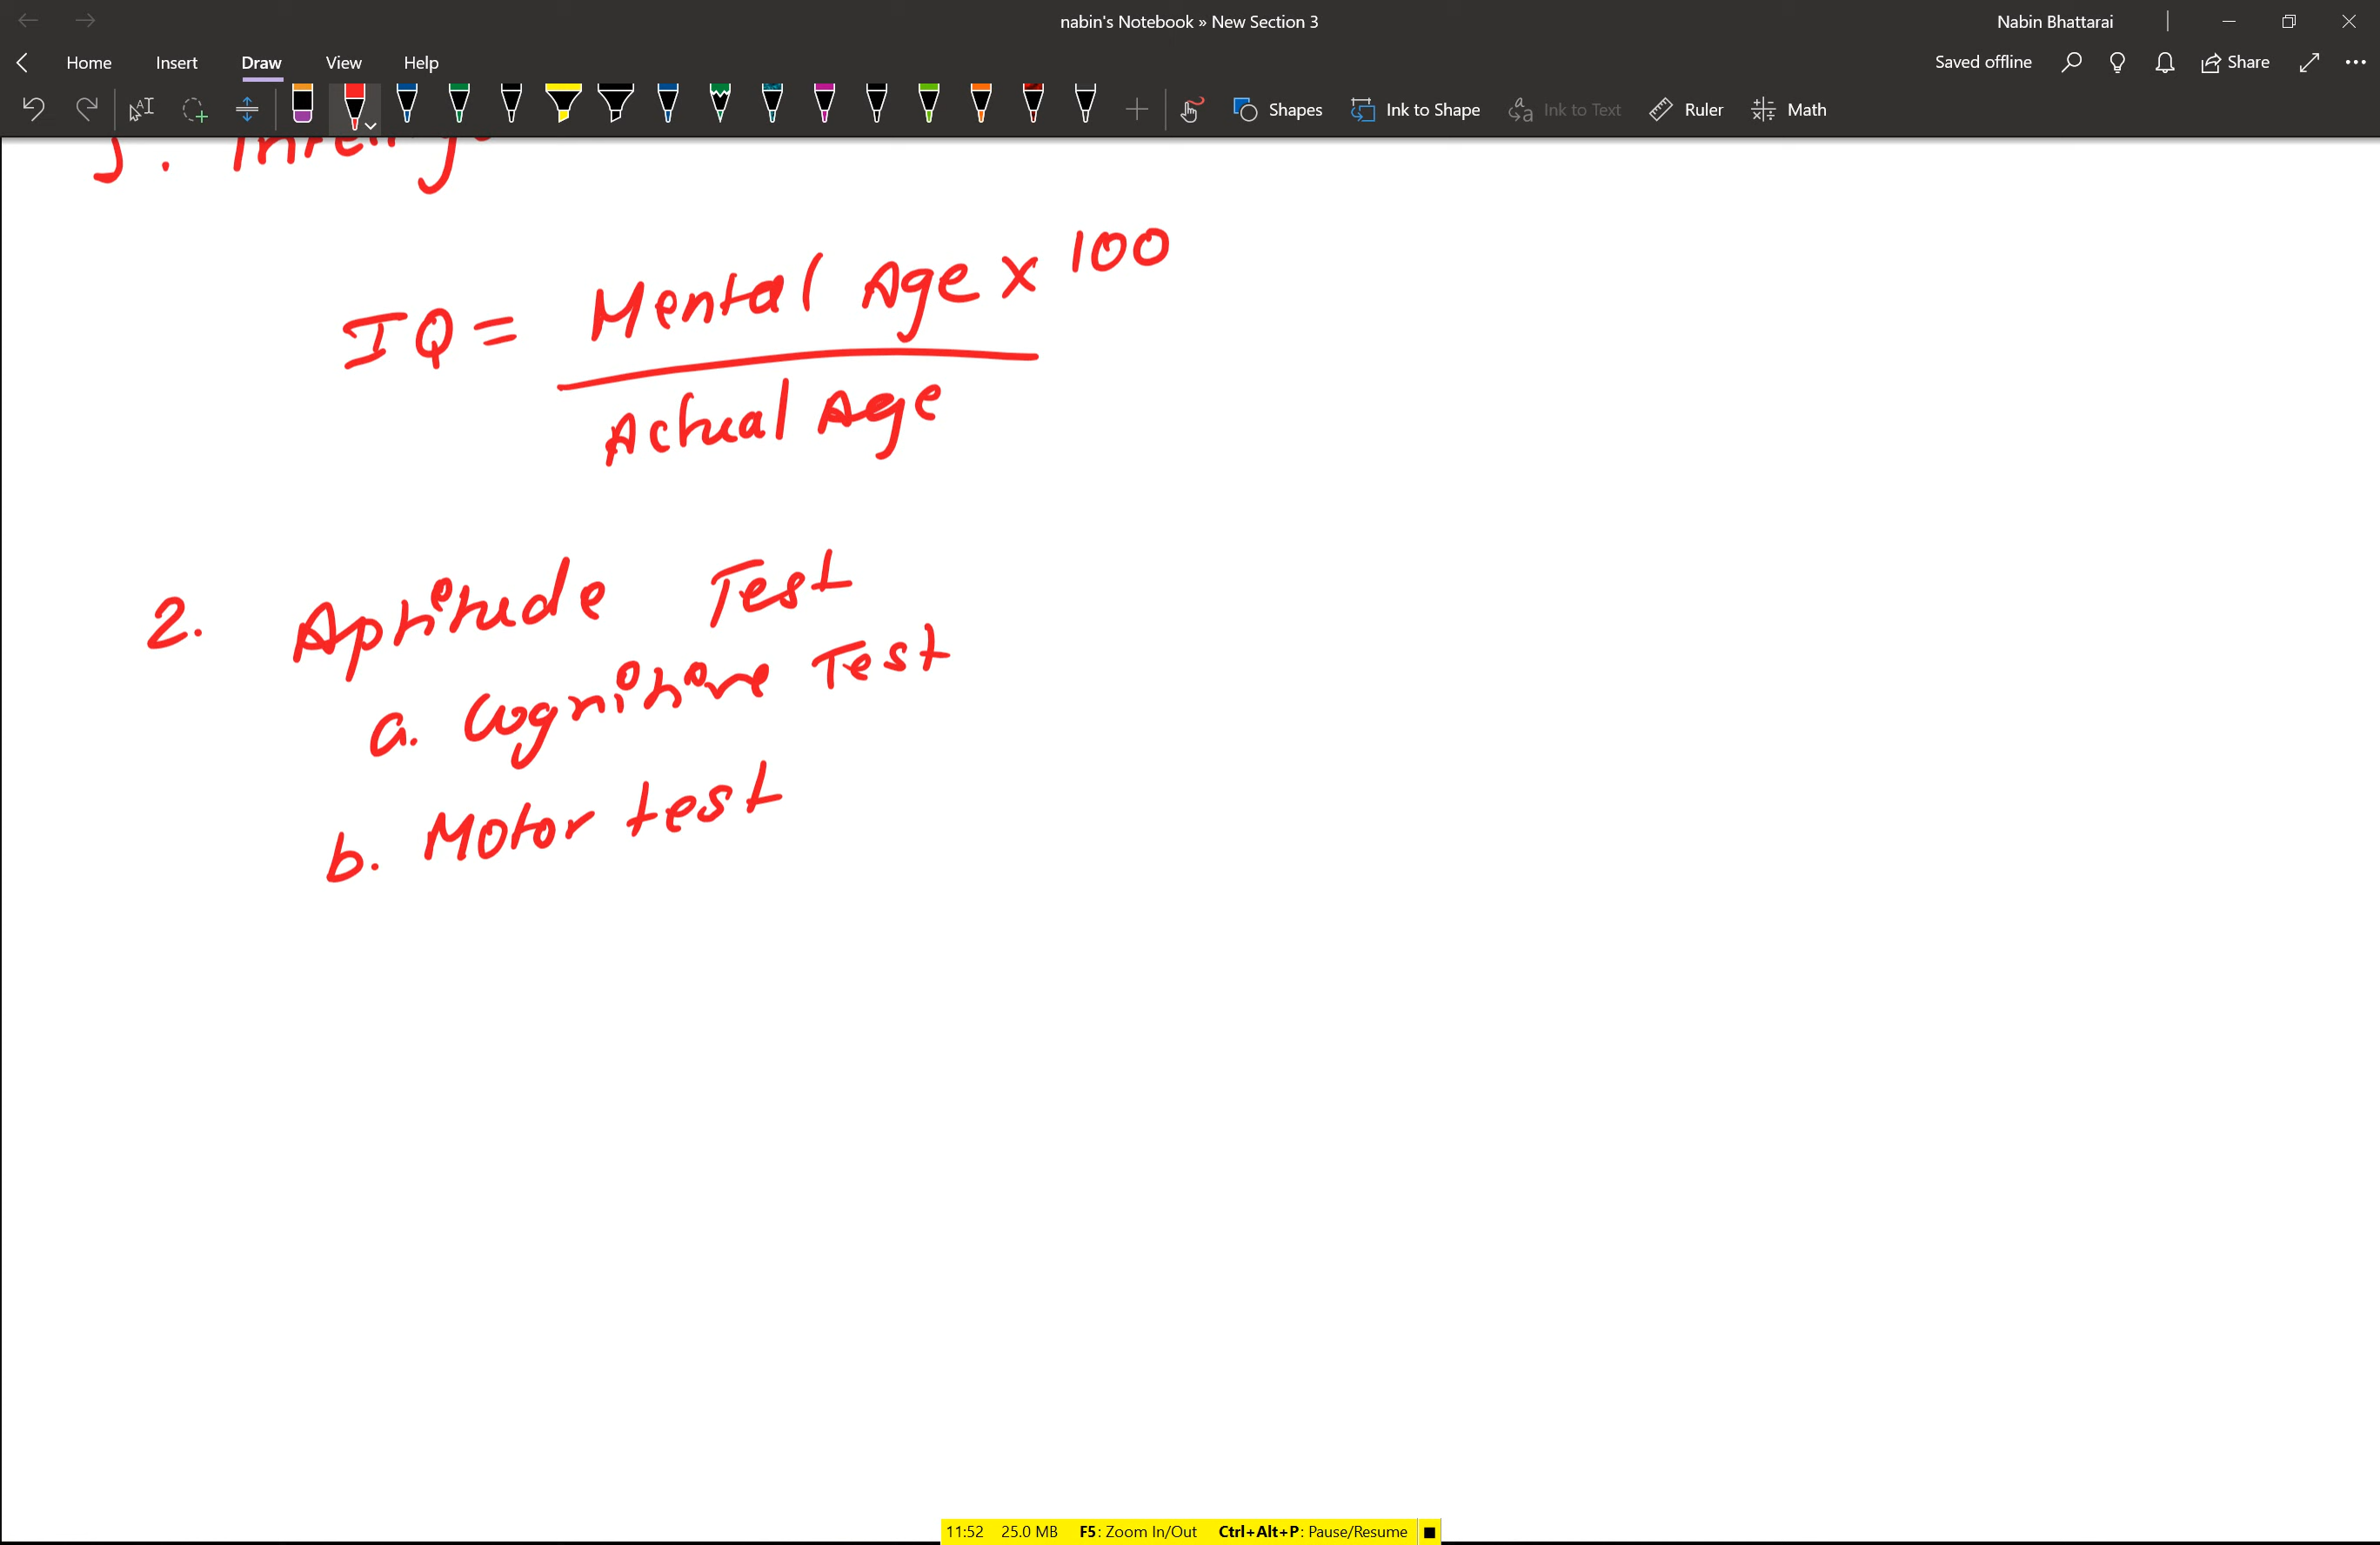 nabin's Notebook » New Section 3
Nabin Bhattarai
Home Insert Draw View Help
Saved offline
Share
Shapes
Ink to Shape
Ink to Text
Ruler
Math
IQ = Mental Age x 100
Actual Age
2. Aptitude Test
a. Cognitive Test
b. Motor test
11:52 25.0 MB F5: Zoom In/Out Ctrl+Alt+P: Pause/Resume